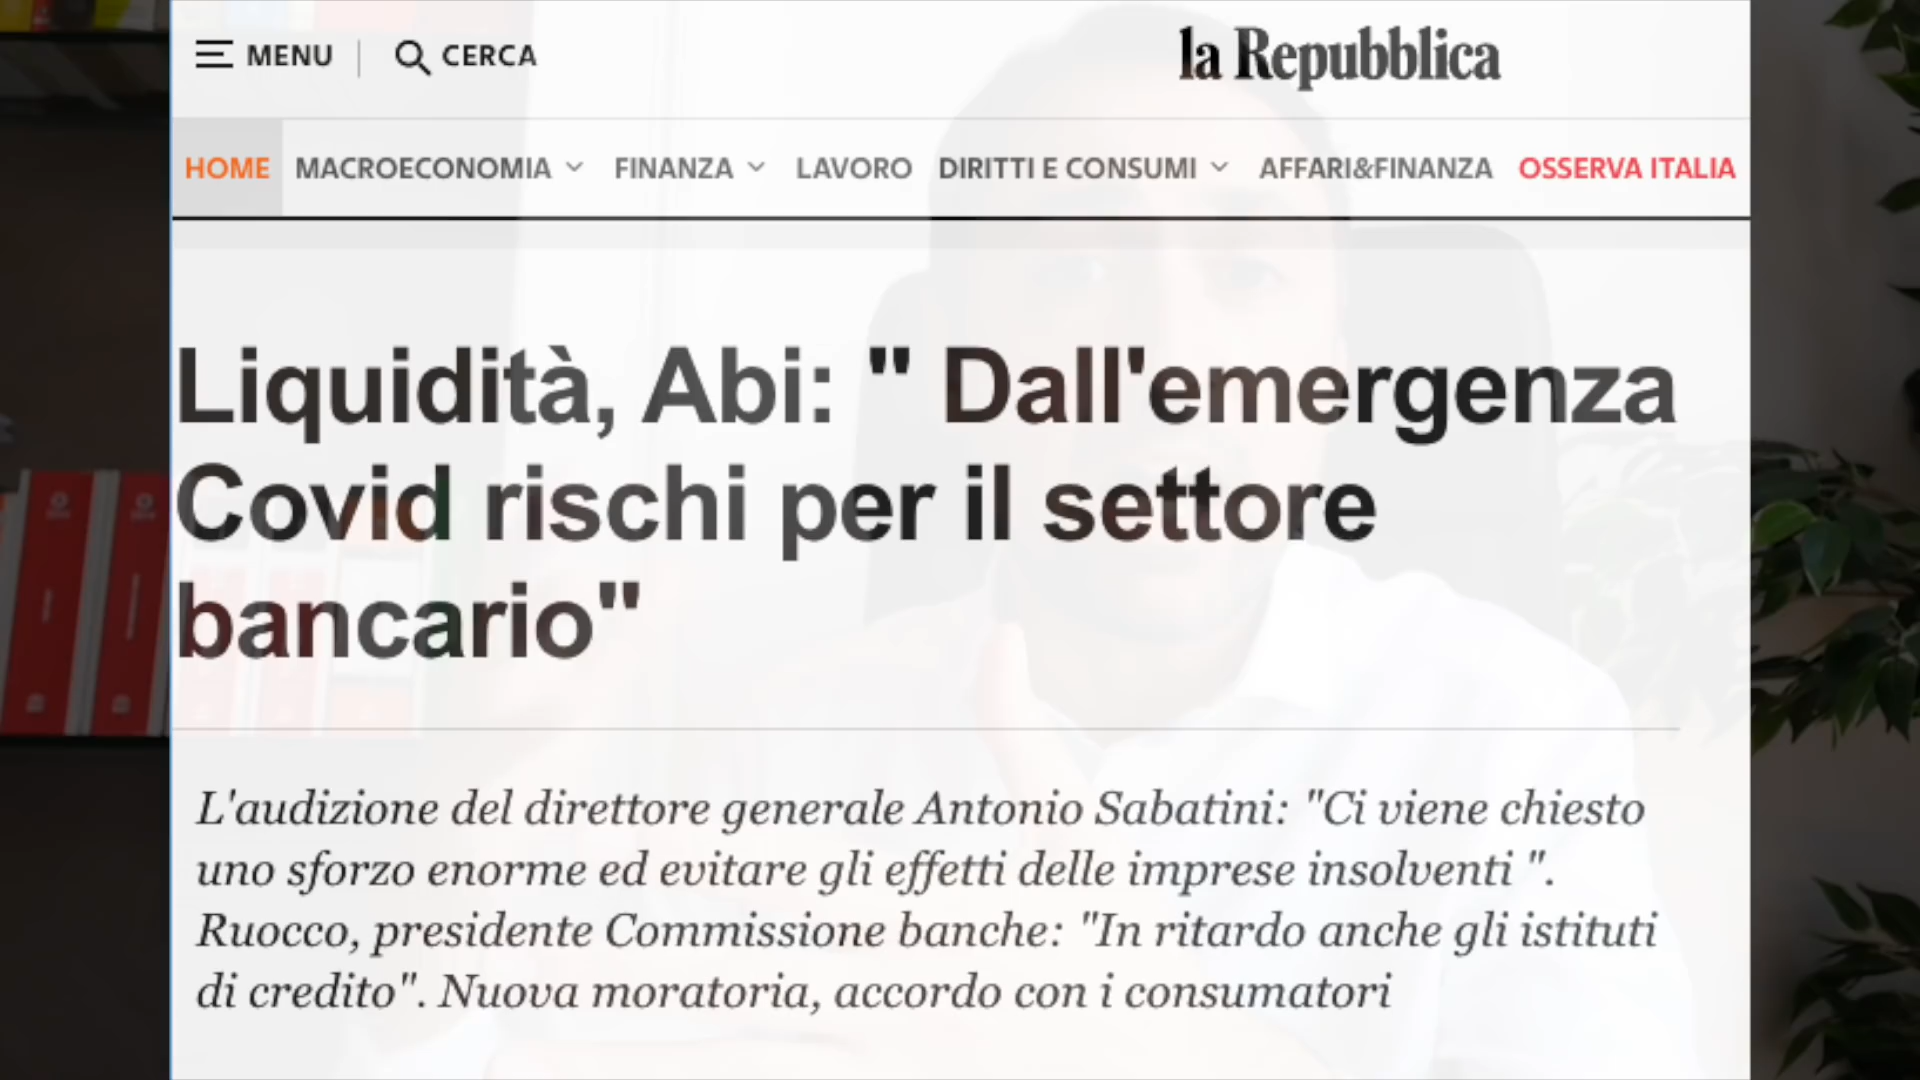 MENU CERCA la Repubblica
HOME MACROECONOMIA FINANZA LAVORO DIRITTI E CONSUMI AFFARI&FINANZA OSSERVA ITALIA
Liquidità, Abi: " Dall'emergenza
Covid rischi per il settore
bancario"
L'audizione del direttore generale Antonio Sabatini: "Ci viene chiesto
uno sforzo enorme ed evitare gli effetti delle imprese insolventi ".
Ruocco, presidente Commissione banche: "In ritardo anche gli istituti
di credito". Nuova moratoria, accordo con i consumatori